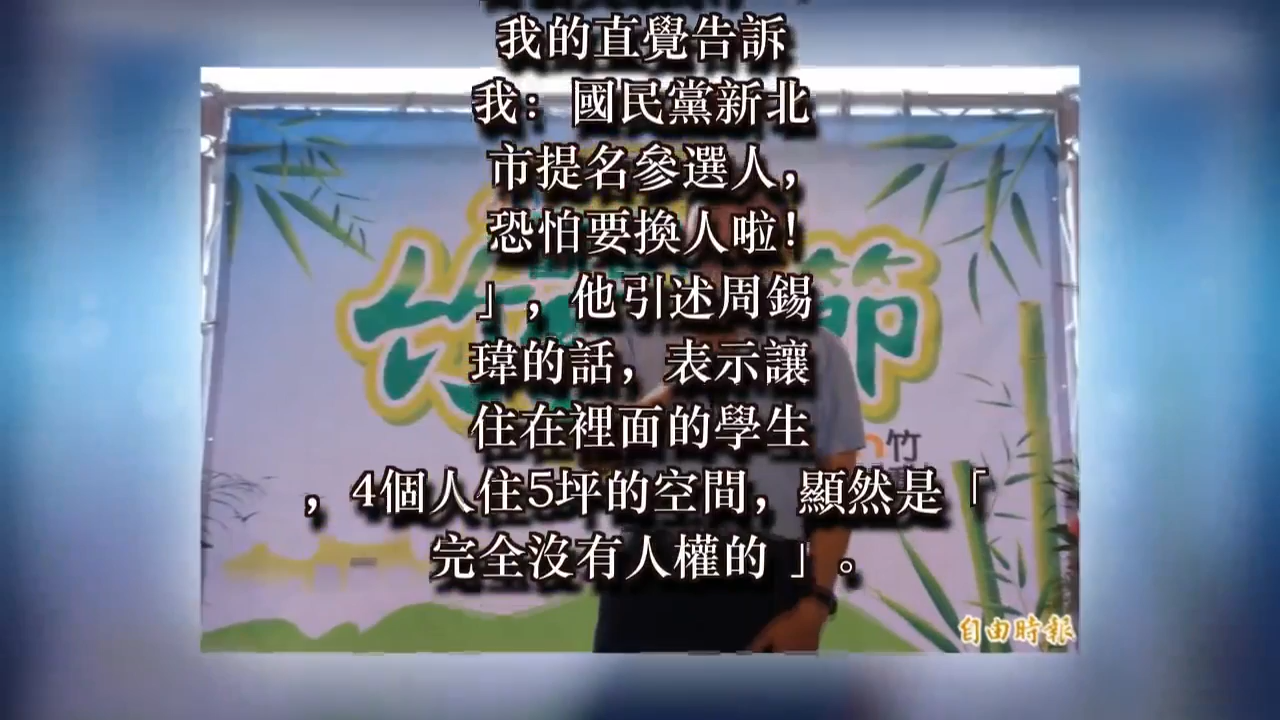 我的直覺告訴
我：國民黨新北
市提名參選人，
恐怕要換人啦！
」，他引述周錫
瑋的話，表示讓
住在裡面的學生
，4個人住5坪的空間，顯然是「
完全沒有人權的 」。
竹
節
竹
自由時報